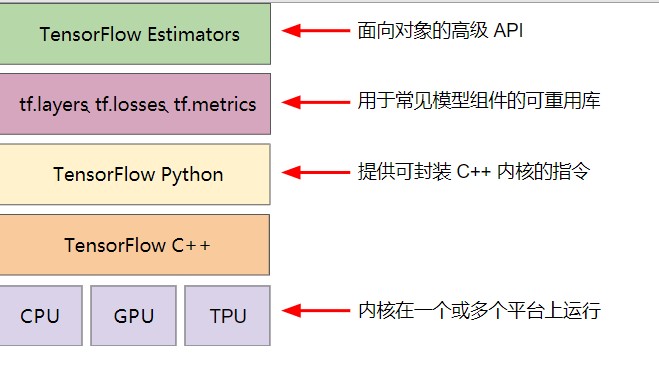 TensorFlow Estimators
面向对象的高级 API
tf.layers、tf.losses、tf.metrics
用于常见模型组件的可重用库
TensorFlow Python
提供可封装 C++ 内核的指令
TensorFlow C++
CPU GPU TPU
内核在一个或多个平台上运行